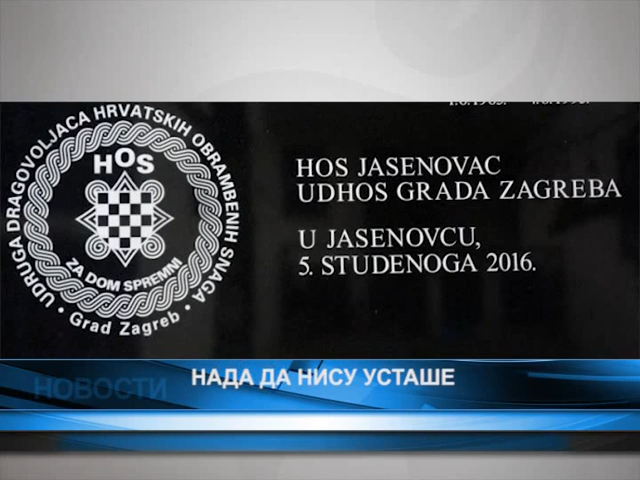 UDRUGA DRAGOVOLJACA HRVATSKIH OBRAMBENIH SNAGA
HOS
ZA DOM SPREMNI
• Grad Zagreb •
HOS JASENOVAC
UDHOS GRADA ZAGREBA
U JASENOVCU,
5. STUDENOGA 2016.
НАДА ДА НИСУ УСТАШЕ
НОВОСТИ